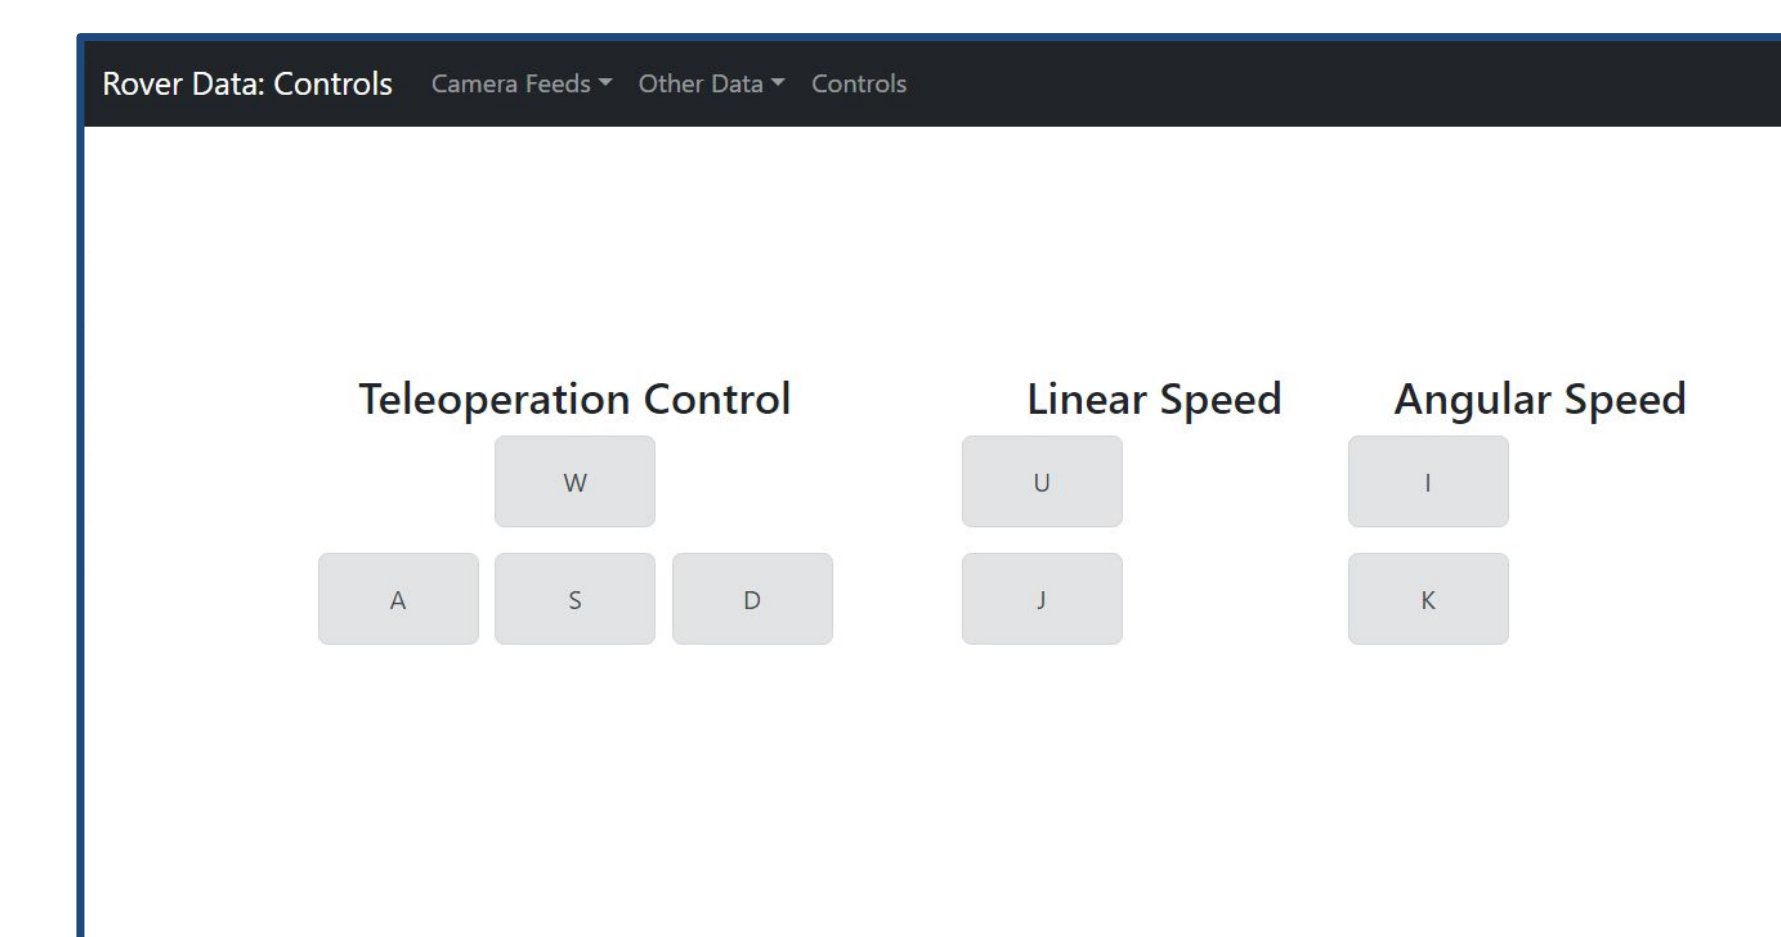 Rover Data: Controls Camera Feeds Other Data Controls
Teleoperation Control Linear Speed Angular Speed
W U I
A S D J K